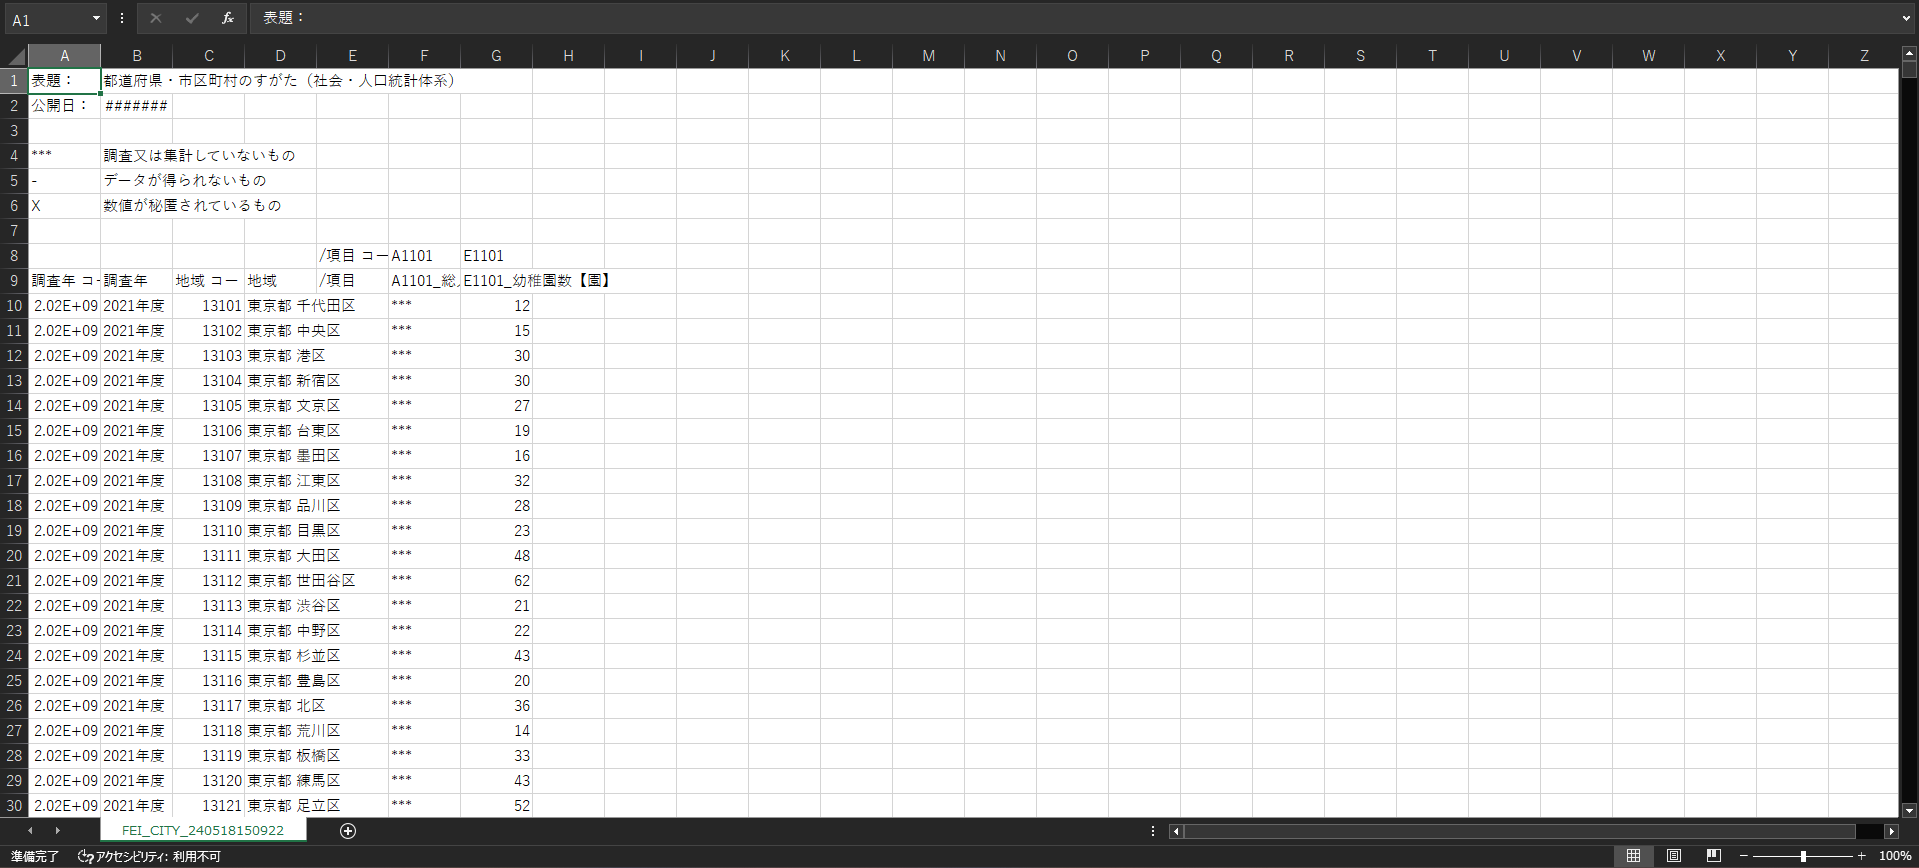 A1 fx 表題：
A B C D E F G H I J K L M N O P Q R S T U V W X Y Z
1 表題： 都道府県・市区町村のすがた（社会・人口統計体系）
2 公開日： #######
3
4 *** 調査又は集計していないもの
5 - データが得られないもの
6 X 数値が秘匿されているもの
7
8 /項目 コー A1101 E1101
9 調査年 コ 調査年 地域 コー 地域 /項目 A1101_総 E1101_幼稚園数【園】
10 2.02E+09 2021年度 13101 東京都 千代田区 *** 12
11 2.02E+09 2021年度 13102 東京都 中央区 *** 15
12 2.02E+09 2021年度 13103 東京都 港区 *** 30
13 2.02E+09 2021年度 13104 東京都 新宿区 *** 30
14 2.02E+09 2021年度 13105 東京都 文京区 *** 27
15 2.02E+09 2021年度 13106 東京都 台東区 *** 19
16 2.02E+09 2021年度 13107 東京都 墨田区 *** 16
17 2.02E+09 2021年度 13108 東京都 江東区 *** 32
18 2.02E+09 2021年度 13109 東京都 品川区 *** 28
19 2.02E+09 2021年度 13110 東京都 目黒区 *** 23
20 2.02E+09 2021年度 13111 東京都 大田区 *** 48
21 2.02E+09 2021年度 13112 東京都 世田谷区 *** 62
22 2.02E+09 2021年度 13113 東京都 渋谷区 *** 21
23 2.02E+09 2021年度 13114 東京都 中野区 *** 22
24 2.02E+09 2021年度 13115 東京都 杉並区 *** 43
25 2.02E+09 2021年度 13116 東京都 豊島区 *** 20
26 2.02E+09 2021年度 13117 東京都 北区 *** 36
27 2.02E+09 2021年度 13118 東京都 荒川区 *** 14
28 2.02E+09 2021年度 13119 東京都 板橋区 *** 33
29 2.02E+09 2021年度 13120 東京都 練馬区 *** 43
30 2.02E+09 2021年度 13121 東京都 足立区 *** 52
FEI_CITY_240518150922
準備完了 アクセシビリティ: 利用不可 100%